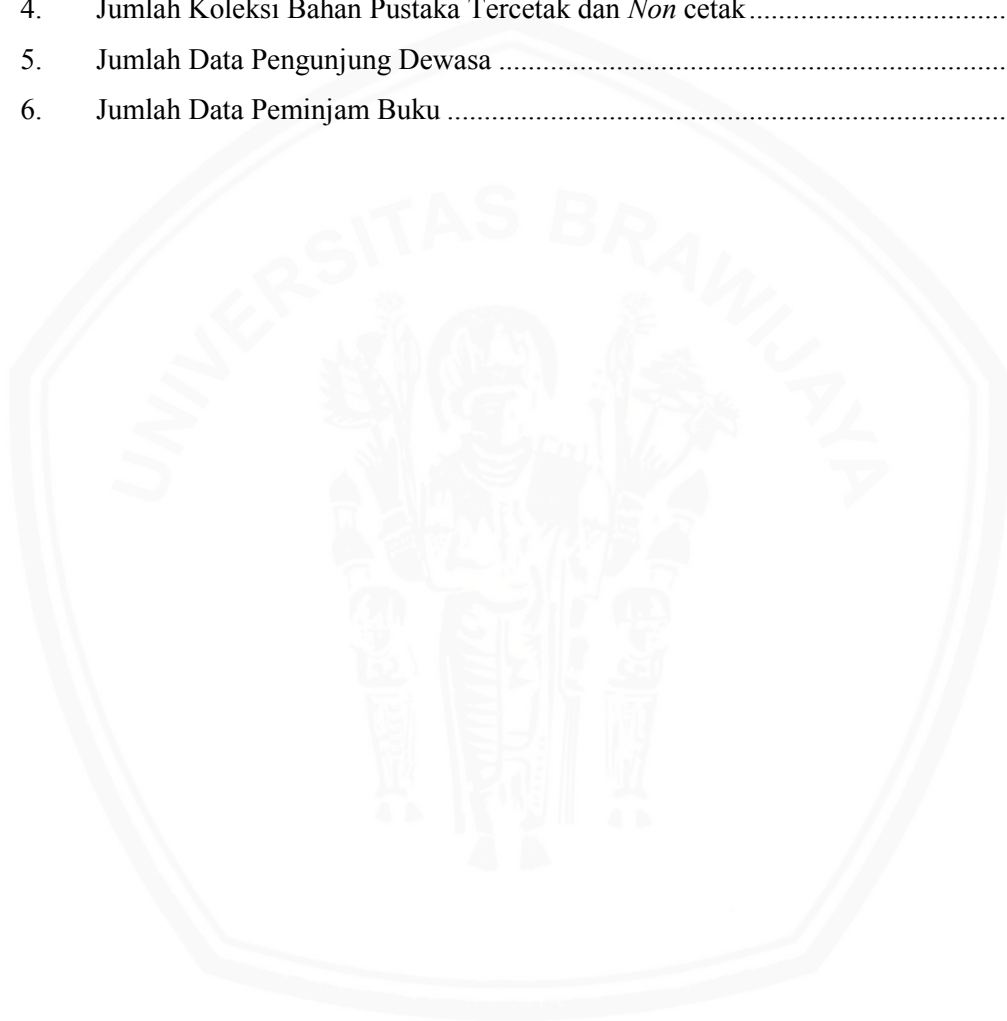 4. Jumlah Koleksi Bahan Pustaka Tercetak dan Non cetak....................................
5. Jumlah Data Pengunjung Dewasa ......................................................................
6. Jumlah Data Peminjam Buku .............................................................................
UNIVERSITAS BRAWIJAYA